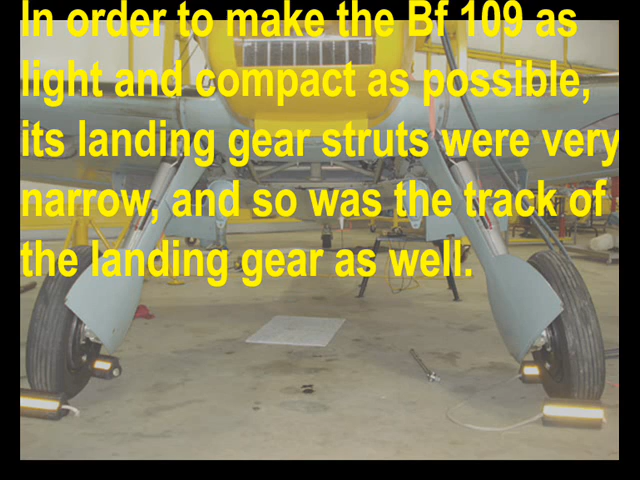 In order to make the Bf 109 as
light and compact as possible,
its landing gear struts were very
narrow, and so was the track of
the landing gear as well.